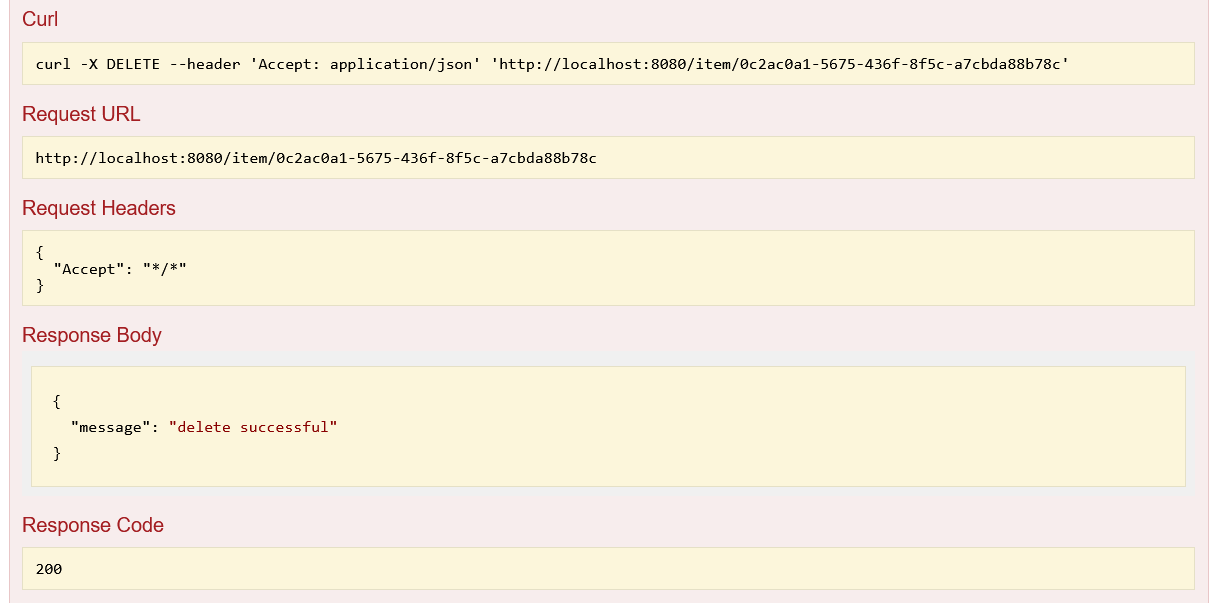 Curl
curl -X DELETE --header 'Accept: application/json' 'http://localhost:8080/item/0c2ac0a1-5675-436f-8f5c-a7cbda88b78c'
Request URL
http://localhost:8080/item/0c2ac0a1-5675-436f-8f5c-a7cbda88b78c
Request Headers
{
  "Accept": "*/*"
}
Response Body
{
  "message": "delete successful"
}
Response Code
200